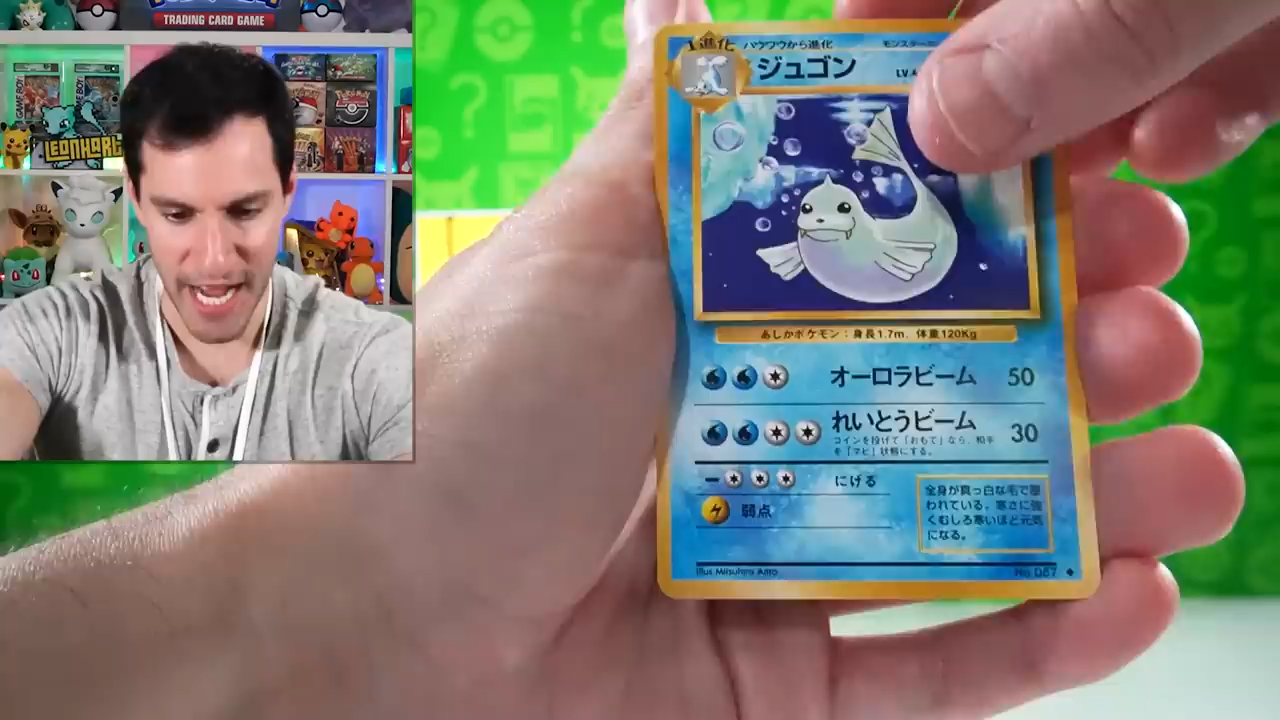 TRADING CARD GAME
LEONHART
GAME BOY
1進化
パウワウから進化
ジュゴン
LV
あしかポケモン：身長1.7m、体重120Kg
オーロラビーム 50
れいとうビーム 30
コインを投げて「おもて」なら、相手
を「マヒ」状態にする。
にげる
弱点
全身が真っ白な毛で覆
われている。寒さに強
くむしろ寒いほど元気
になる。
Illus Mitsuhiro Arita
No.087